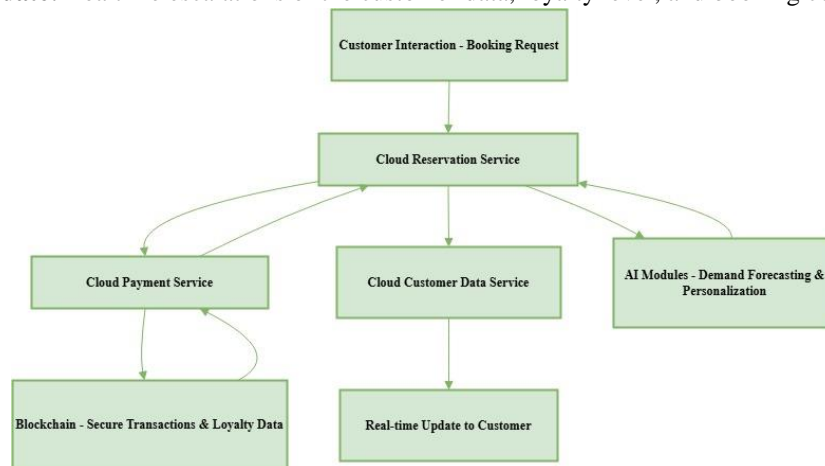 Customer Interaction - Booking Request
Cloud Reservation Service
Cloud Payment Service
Cloud Customer Data Service
AI Modules - Demand Forecasting &
Personalization
Blockchain - Secure Transactions & Loyalty Data
Real-time Update to Customer